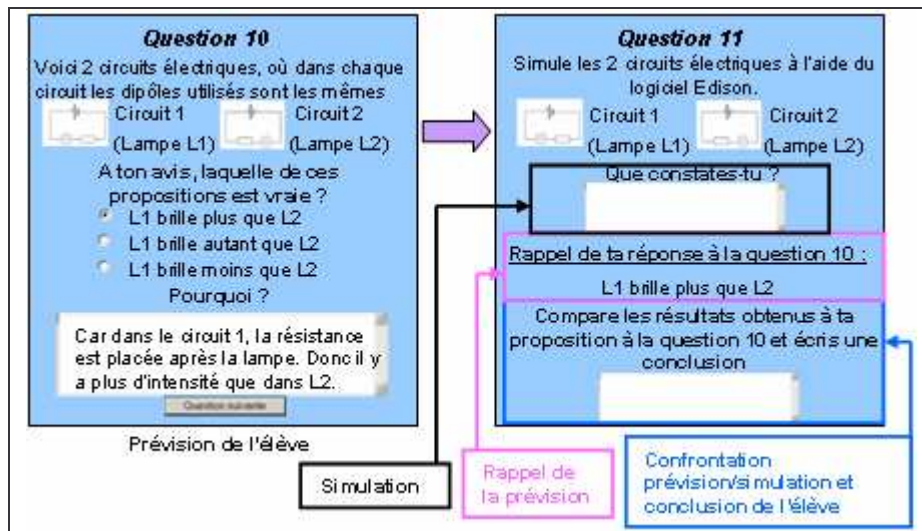 Question 10
Voici 2 circuits électriques, où dans chaque
circuit les dipôles utilisés sont les mêmes
Circuit 1
(Lampe L1)
Circuit 2
(Lampe L2)
A ton avis, laquelle de ces
propositions est vraie ?
L1 brille plus que L2
L1 brille autant que L2
L1 brille moins que L2
Pourquoi ?
Car dans le circuit 1, la résistance
est placée après la lampe. Donc il y
a plus d'intensité que dans L2.
Question suivante
Prévision de l'élève
Question 11
Simule les 2 circuits électriques à l'aide du
logiciel Edison.
Circuit 1
(Lampe L1)
Circuit 2
(Lampe L2)
Que constates-tu ?
Rappel de ta réponse à la question 10 :
L1 brille plus que L2
Compare les résultats obtenus à ta
proposition à la question 10 et écris une
conclusion
Simulation
Rappel de
la prévision
Confrontation
prévision/simulation et
conclusion de l'élève